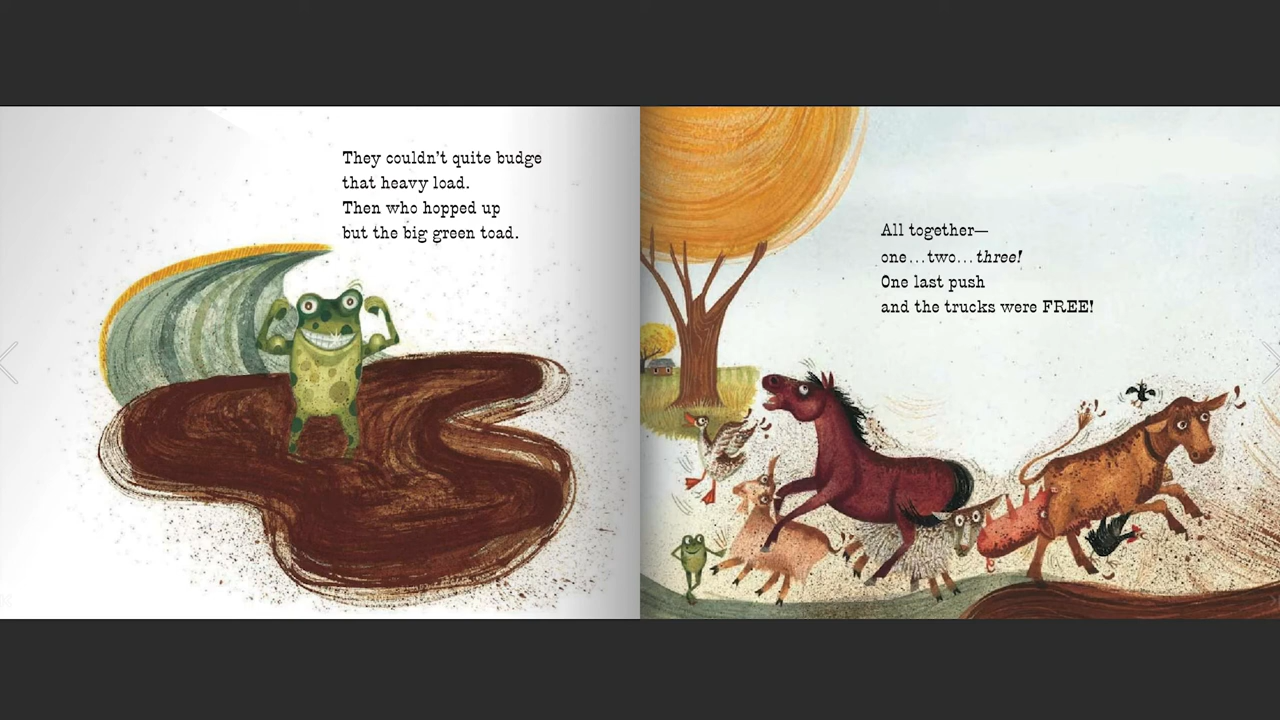 They couldn't quite budge
that heavy load.
Then who hopped up
but the big green toad.
All together—
one...two...three!
One last push
and the trucks were FREE!